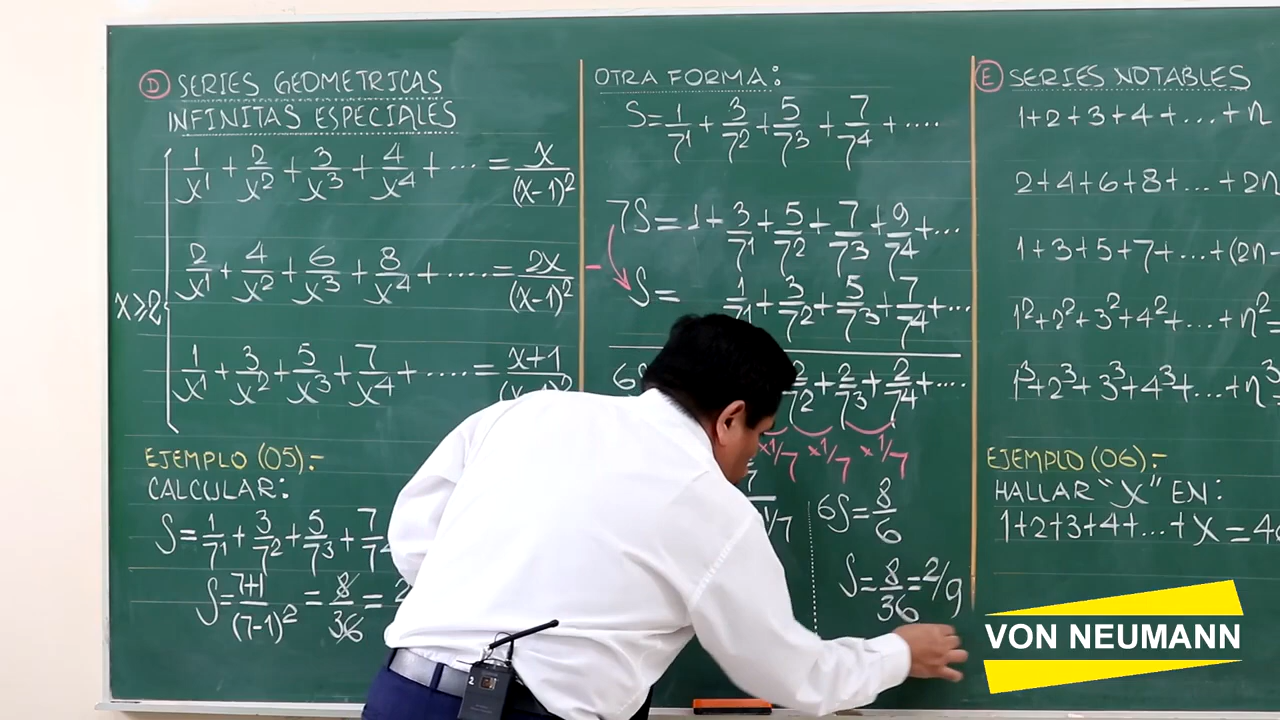 D SERIES GEOMETRICAS
INFINITAS ESPECIALES
x ≥ 2
1/x¹ + 2/x² + 3/x³ + 4/x⁴ + ... = x/(x-1)²
2/x¹ + 4/x² + 6/x³ + 8/x⁴ + .... = 2x/(x-1)²
1/x¹ + 3/x² + 5/x³ + 7/x⁴ + .... = x+1
EJEMPLO (05):-
CALCULAR:
S = 1/7¹ + 3/7² + 5/7³ + 7/7⁴
S = 7+1/(7-1)² = 8/36 = 2
OTRA FORMA:
S = 1/7¹ + 3/7² + 5/7³ + 7/7⁴ + ....
7S = 1 + 3/7¹ + 5/7² + 7/7³ + 9/7⁴ + ...
- S = 1/7¹ + 3/7² + 5/7³ + 7/7⁴ + ...
6S 2/7² + 2/7³ + 2/7⁴ + ....
×1/7 ×1/7 ×1/7
1/7
6S = 8/6
S = 8/36 = 2/9
E SERIES NOTABLES
1+2+3+4+...+n
2+4+6+8+...+2n
1+3+5+7+...+(2n-
1²+2²+3²+4²+...+n²=
1³+2³+3³+4³+...+n³=
EJEMPLO (06):-
HALLAR "X" EN:
1+2+3+4+...+X=4
VON NEUMANN